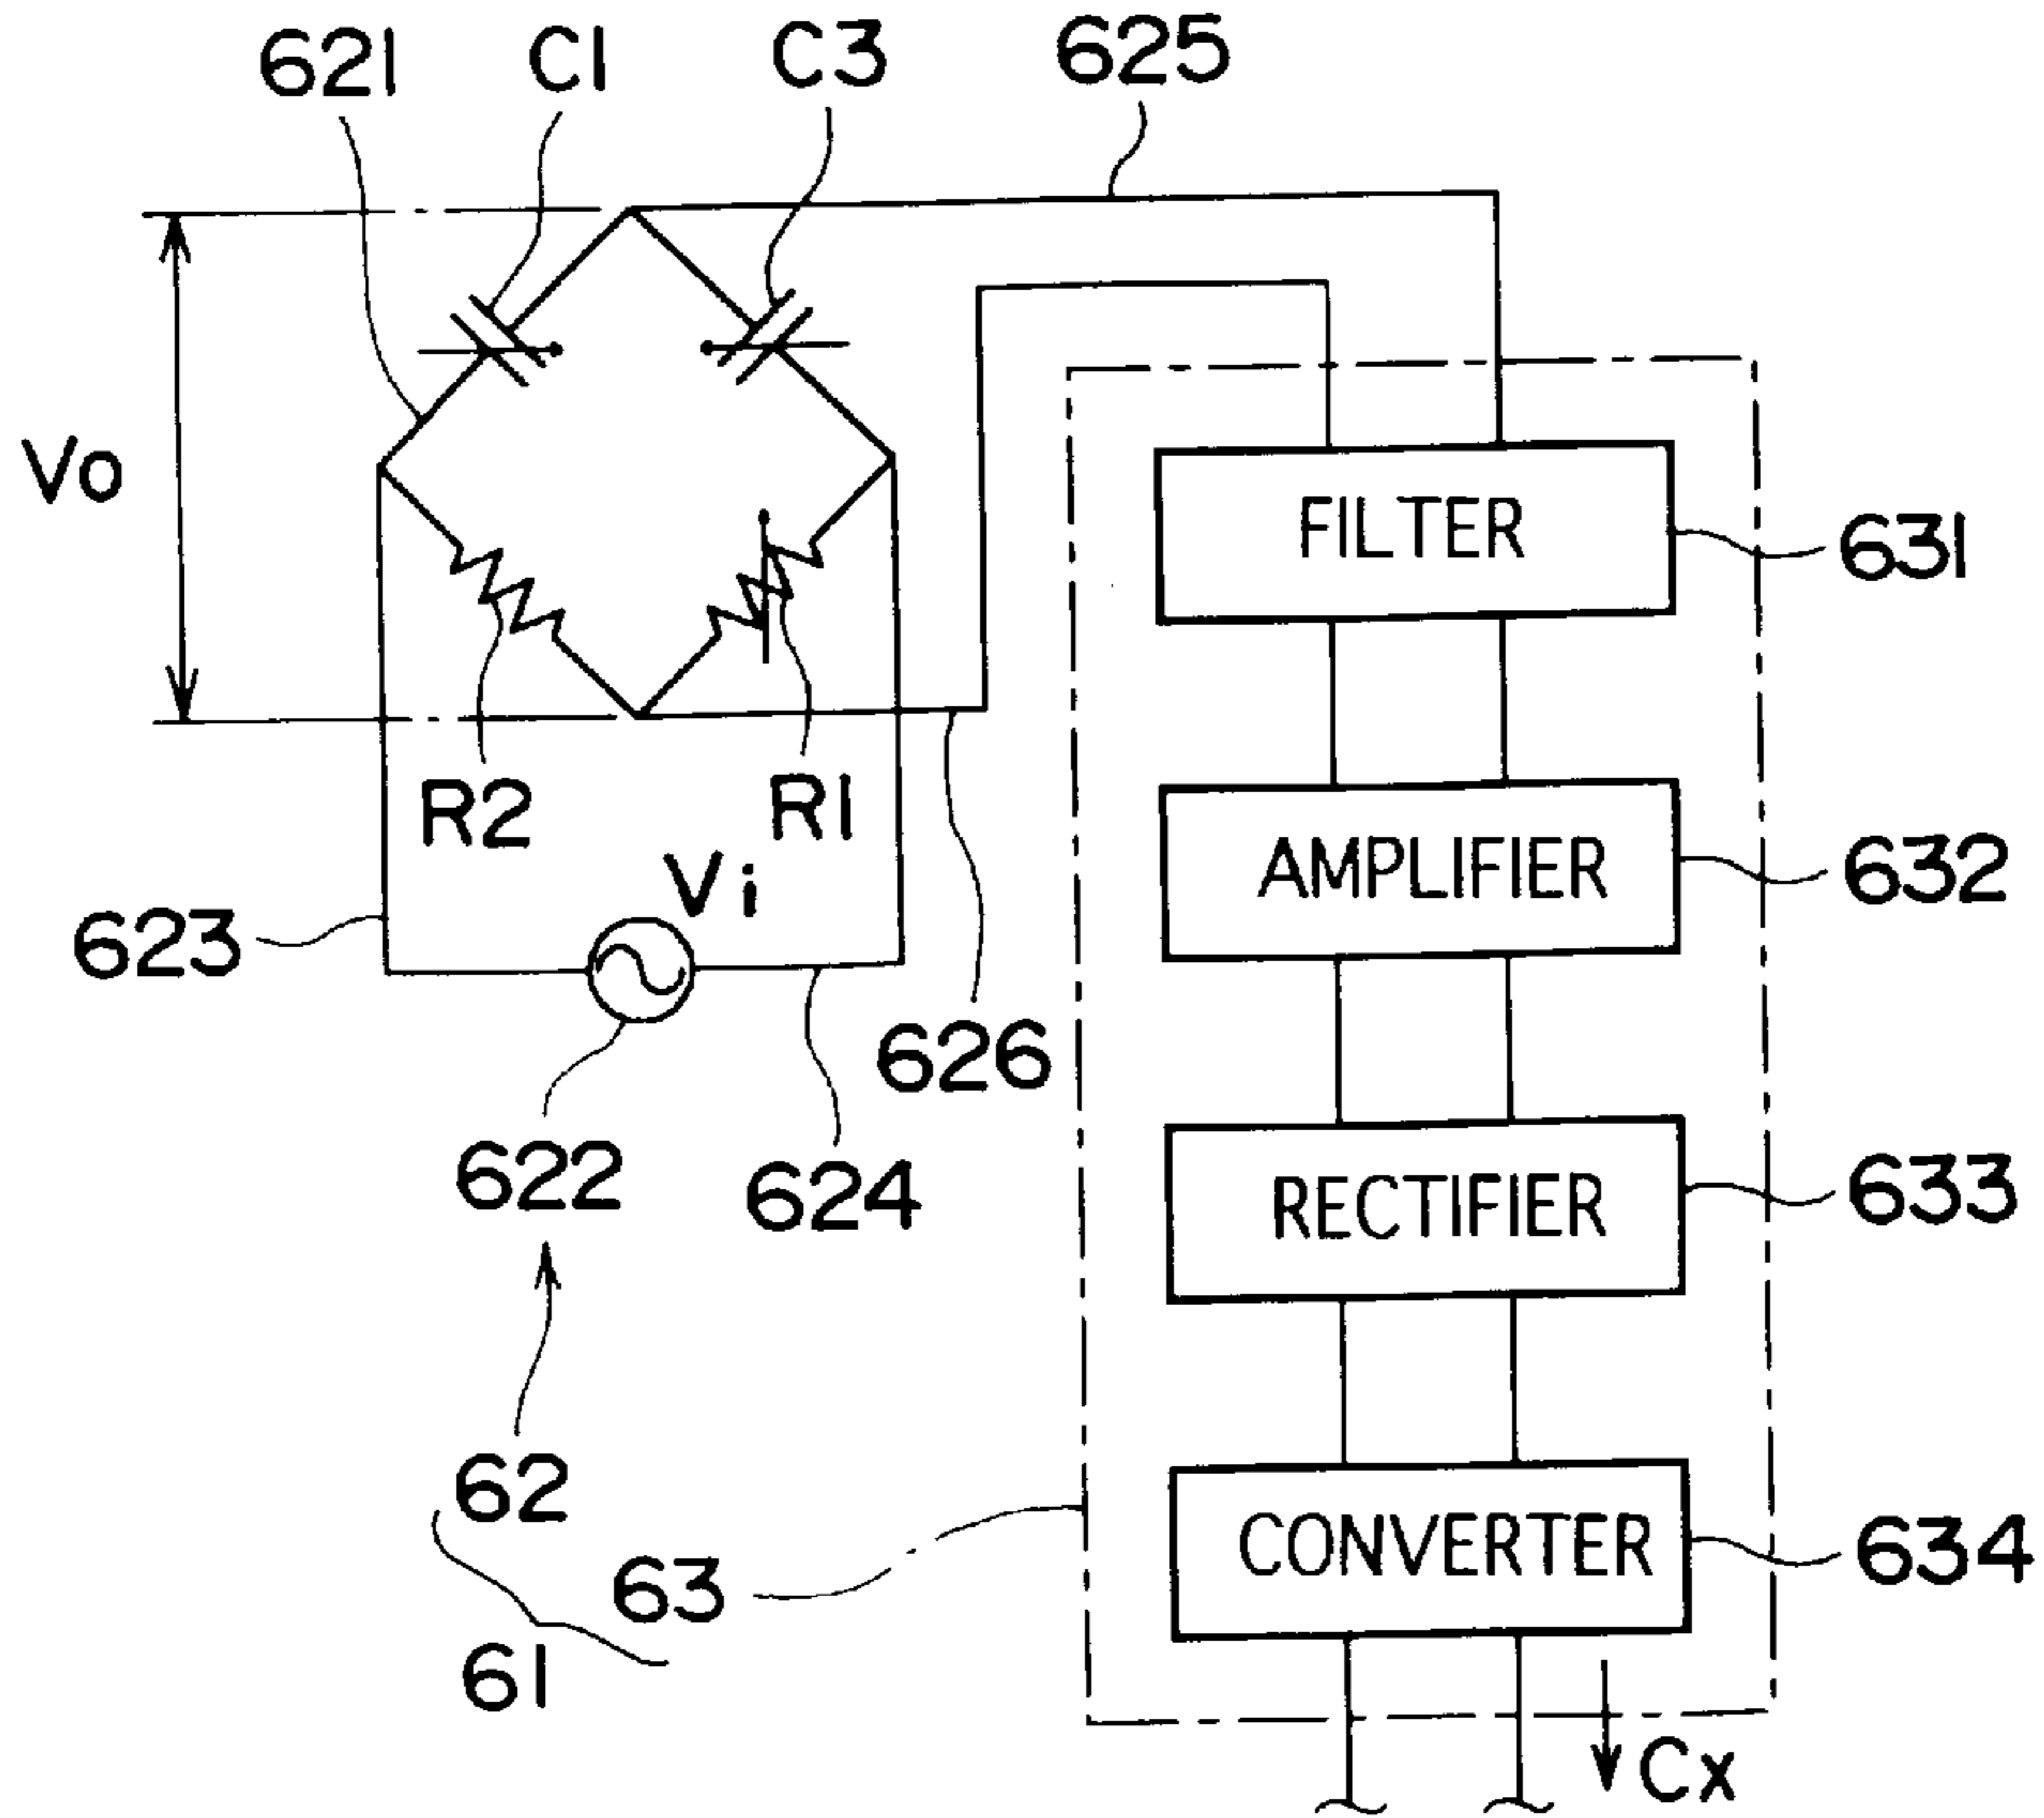 621
C1
C3
625
Vo
FILTER
631
R2
R1
AMPLIFIER
632
Vi
623
626
622
624
RECTIFIER
633
62
63
61
CONVERTER
634
Cx